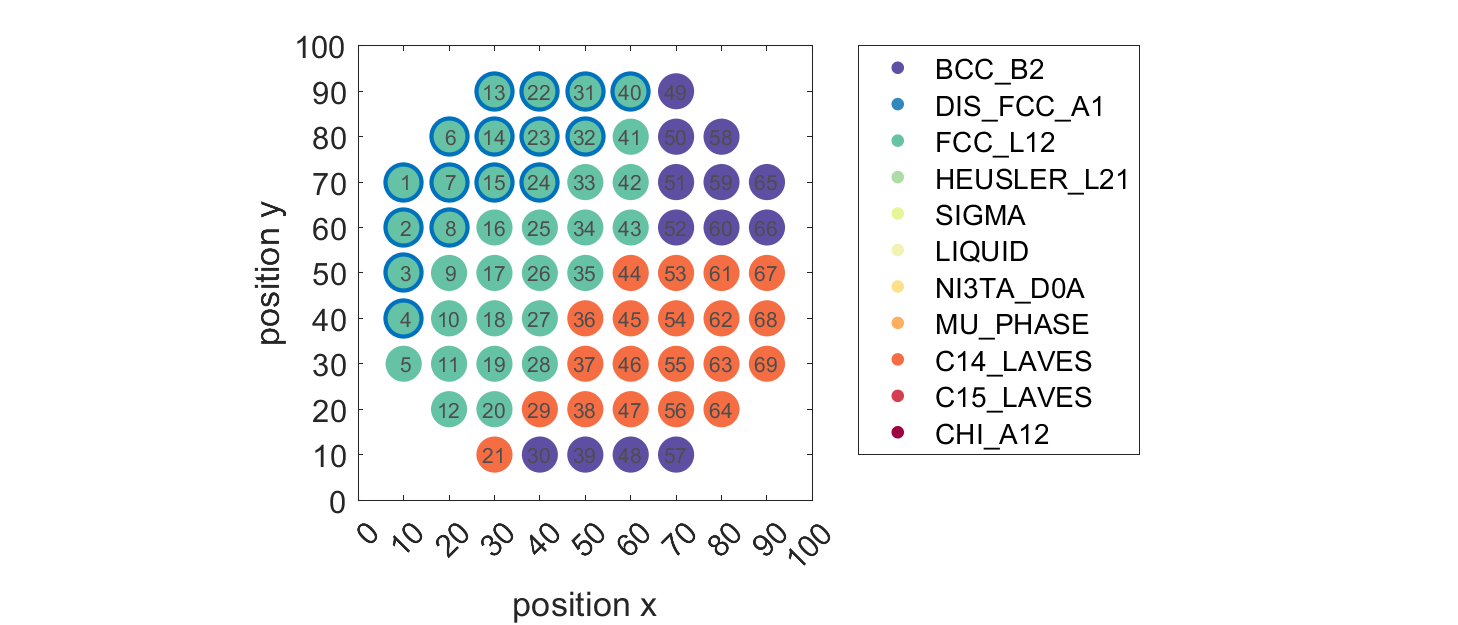 100
90 13 22 31 40 49
80 6 14 23 32 41 50 58
70 1 7 15 24 33 42 51 59 65
60 2 8 16 25 34 43 52 60 66
50 3 9 17 26 35 44 53 61 67
40 4 10 18 27 36 45 54 62 68
30 5 11 19 28 37 46 55 63 69
20 12 20 29 38 47 56 64
10 21 30 39 48 57
0
0 10 20 30 40 50 60 70 80 90 100
position x
position y
BCC_B2
DIS_FCC_A1
FCC_L12
HEUSLER_L21
SIGMA
LIQUID
NI3TA_D0A
MU_PHASE
C14_LAVES
C15_LAVES
CHI_A12